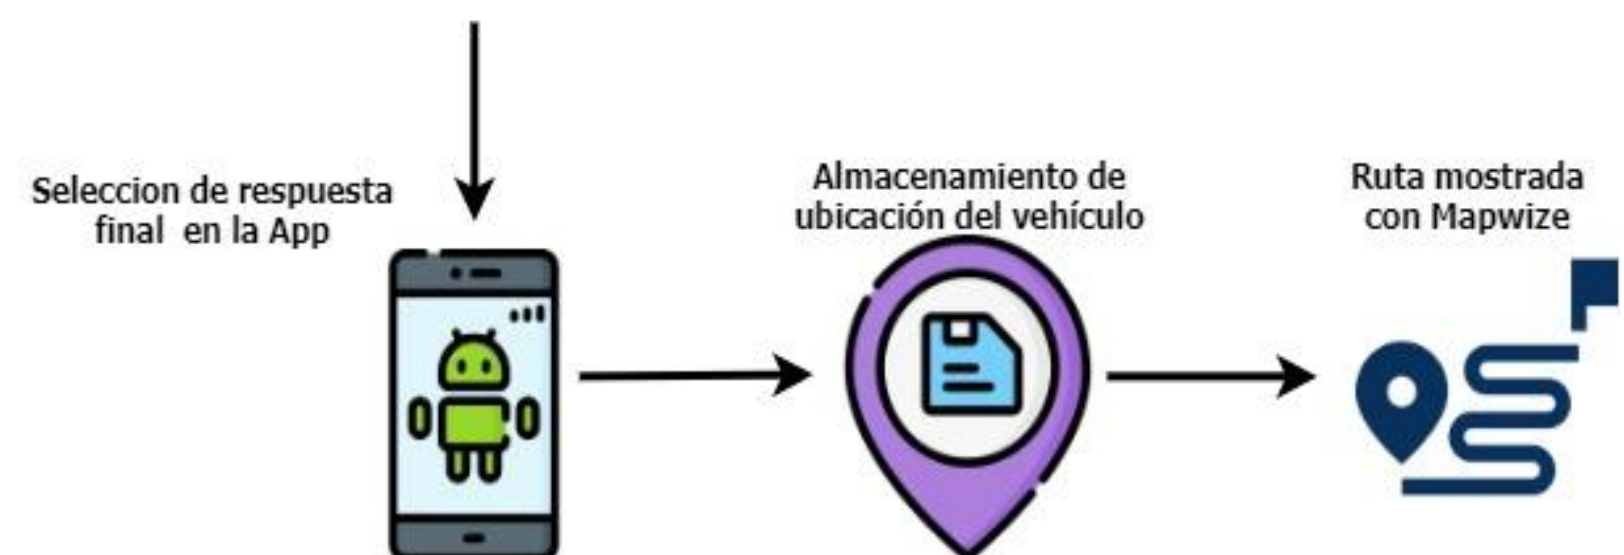 Seleccion de respuesta
final en la App
Almacenamiento de
ubicación del vehículo
Ruta mostrada
con Mapwize